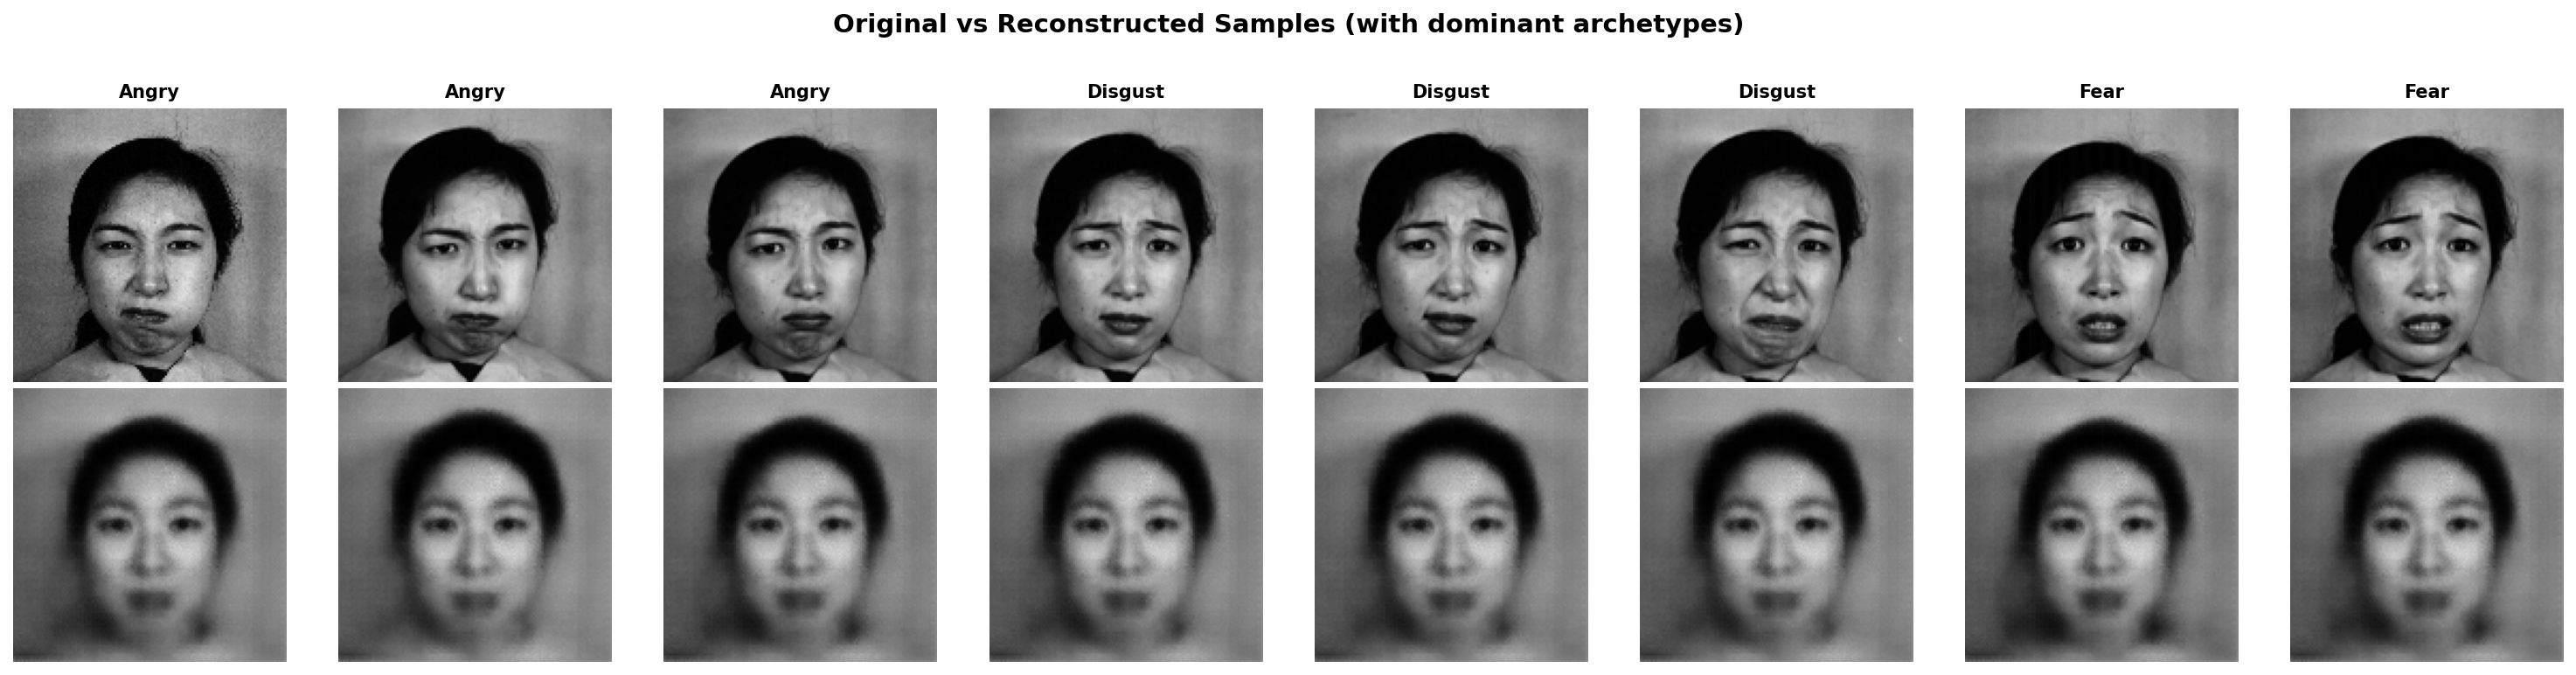 Original vs Reconstructed Samples (with dominant archetypes)
Angry Angry Angry Disgust Disgust Disgust Fear Fear